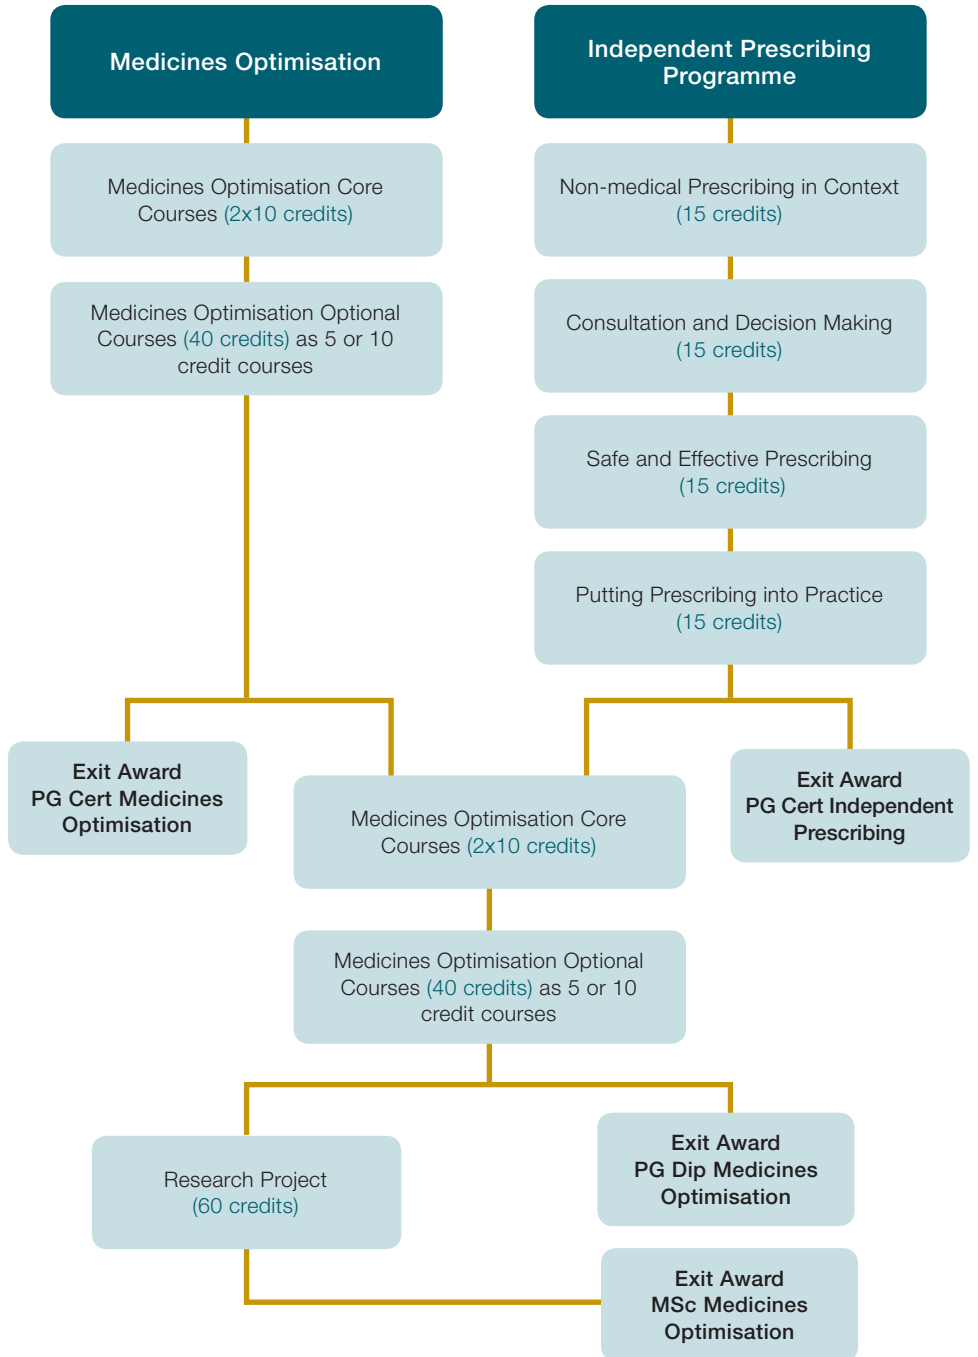 Medicines Optimisation
Independent Prescribing
Programme
Medicines Optimisation Core
Courses (2x10 credits)
Medicines Optimisation Optional
Courses (40 credits) as 5 or 10
credit courses
Non-medical Prescribing in Context
(15 credits)
Consultation and Decision Making
(15 credits)
Safe and Effective Prescribing
(15 credits)
Putting Prescribing into Practice
(15 credits)
Exit Award
PG Cert Medicines
Optimisation
Medicines Optimisation Core
Courses (2x10 credits)
Exit Award
PG Cert Independent
Prescribing
Medicines Optimisation Optional
Courses (40 credits) as 5 or 10
credit courses
Research Project
(60 credits)
Exit Award
PG Dip Medicines
Optimisation
Exit Award
MSc Medicines
Optimisation